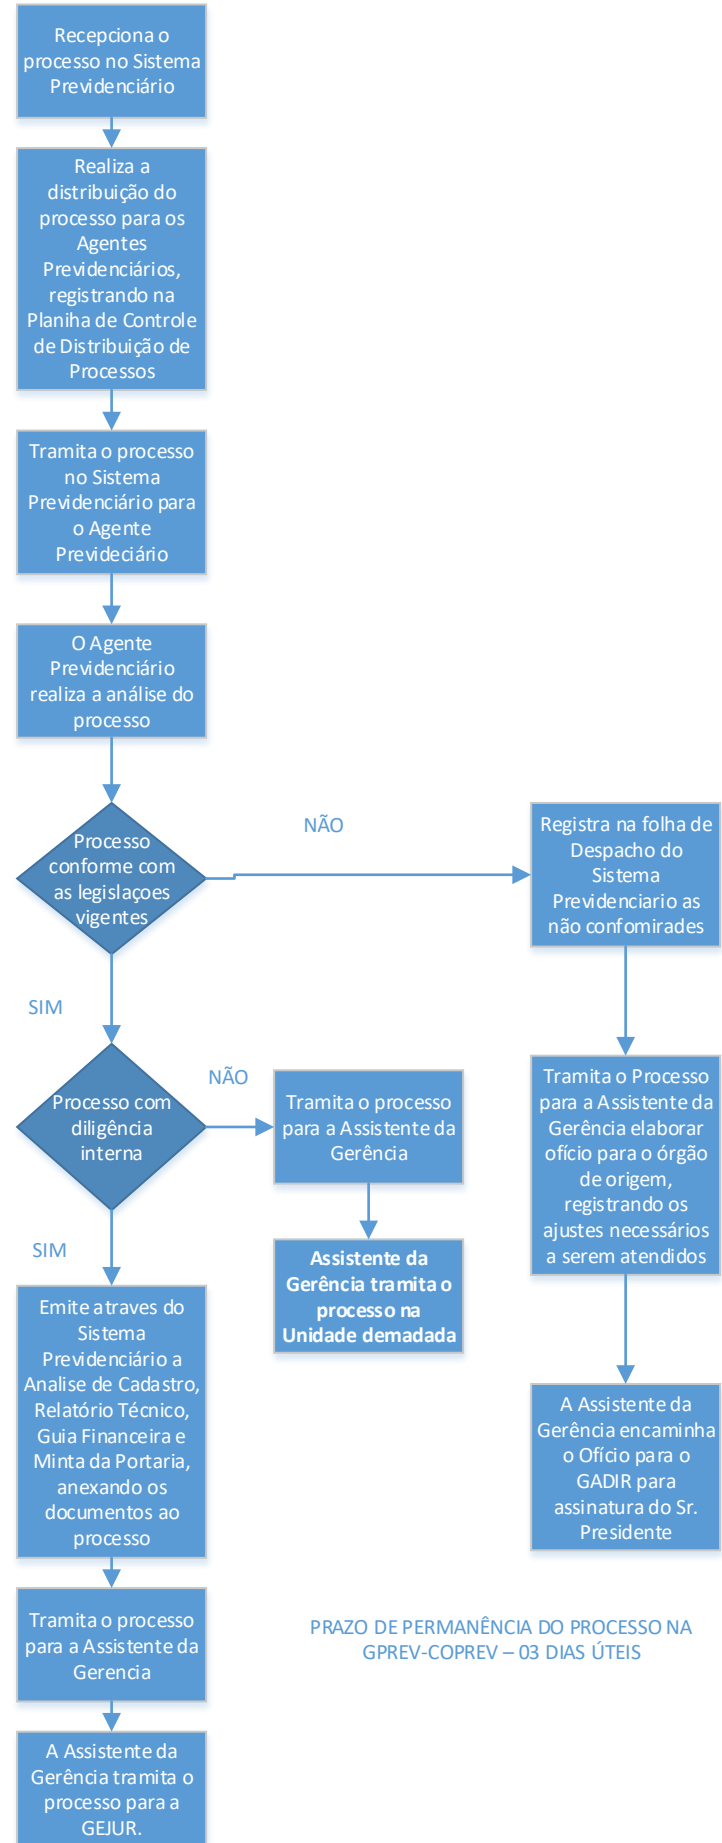 Recepciona o
processo no Sistema
Previdenciário
Realiza a
distribuição do
processo para os
Agentes
Previdenciários,
registrando na
Planiha de Controle
de Distribuição de
Processos
Tramita o processo
no Sistema
Previdenciário para
o Agente
Prevideciário
O Agente
Previdenciário
realiza a análise do
processo
Processo
conforme com
as legislaçoes
vigentes
NÃO
Registra na folha de
Despacho do
Sistema
Previdenciario as
não confomirades
SIM
Processo com
diligência
interna
NÃO
Tramita o processo
para a Assistente da
Gerência
Assistente da
Gerência tramita o
processo na
Unidade demadada
Tramita o Processo
para a Assistente da
Gerência elaborar
ofício para o órgão
de origem,
registrando os
ajustes necessários
a serem atendidos
SIM
Emite atraves do
Sistema
Previdenciário a
Analise de Cadastro,
Relatório Técnico,
Guia Financeira e
Minta da Portaria,
anexando os
documentos ao
processo
A Assistente da
Gerência encaminha
o Ofício para o
GADIR para
assinatura do Sr.
Presidente
Tramita o processo
para a Assistente da
Gerencia
PRAZO DE PERMANÊNCIA DO PROCESSO NA
GPREV-COPREV – 03 DIAS ÚTEIS
A Assistente da
Gerência tramita o
processo para a
GEJUR.